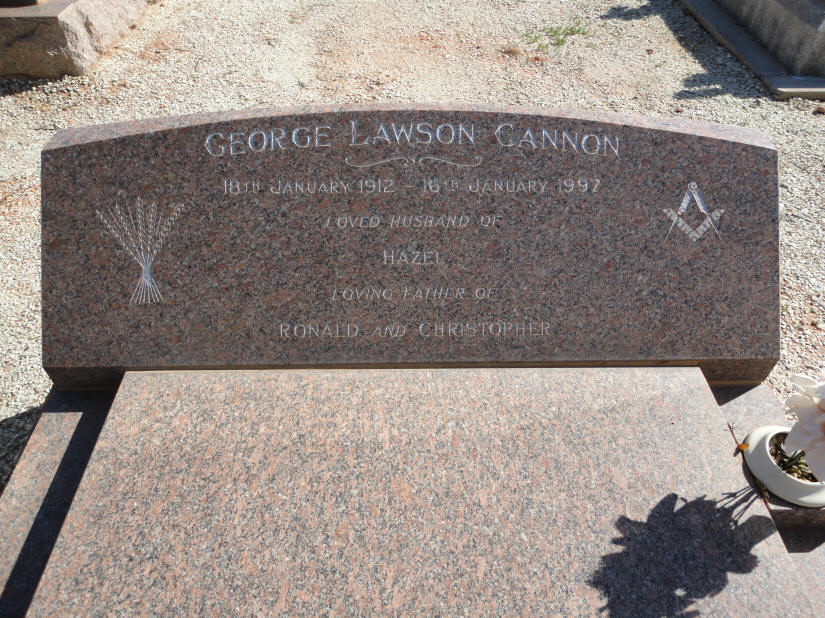 GEORGE LAWSON CANNON
18TH JANUARY 1912 - 16TH JANUARY 1997
LOVED HUSBAND OF
HAZEL
LOVING FATHER OF
RONALD AND CHRISTOPHER